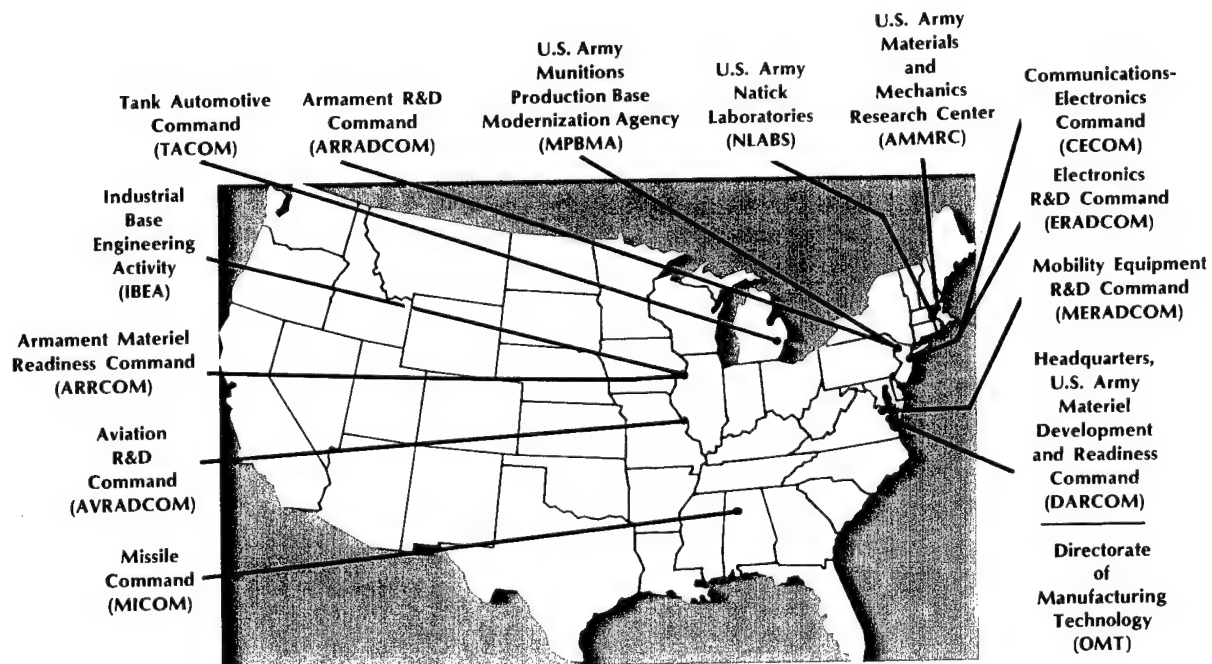 Tank Automotive
Command
(TACOM)
Armament R&D
Command
(ARRADCOM)
U.S. Army
Munitions
Production Base
Modernization Agency
(MPBMA)
U.S. Army
Natick
Laboratories
(NLABS)
U.S. Army
Materials
and
Mechanics
Research Center
(AMMRC)
Communications-
Electronics
Command
(CECOM)
Electronics
R&D Command
(ERADCOM)
Mobility Equipment
R&D Command
(MERADCOM)
Headquarters,
U.S. Army
Materiel
Development
and Readiness
Command
(DARCOM)
Directorate
of
Manufacturing
Technology
(OMT)
Industrial
Base
Engineering
Activity
(IBEA)
Armament Materiel
Readiness Command
(ARRCOM)
Aviation
R&D
Command
(AVRADCOM)
Missile
Command
(MICOM)